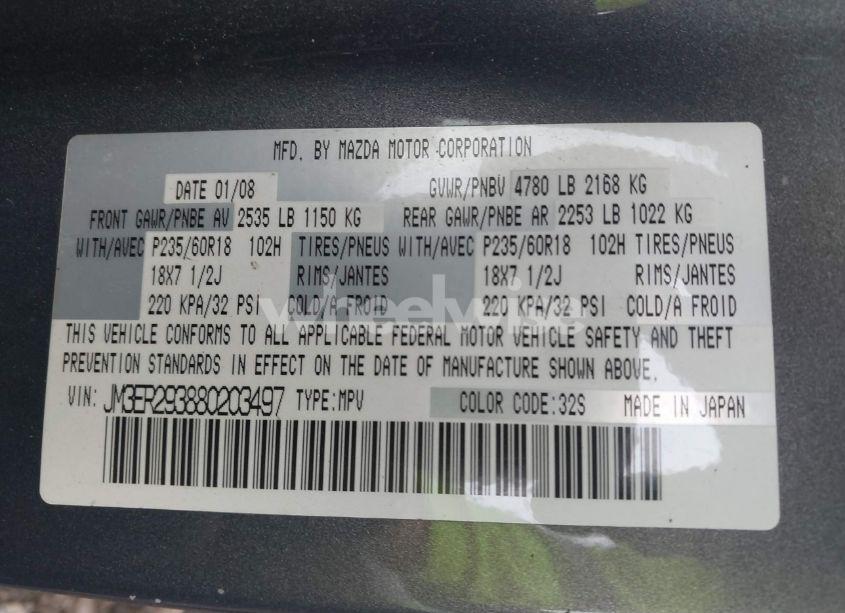 MFD. BY MAZDA MOTOR CORPORATION
DATE 01/08 GVWR/PNBV 4780 LB 2168 KG
FRONT GAWR/PNBE AV 2535 LB 1150 KG REAR GAWR/PNBE AR 2253 LB 1022 KG
WITH/AVEC P235/60R18 102H TIRES/PNEUS WITH/AVEC P235/60R18 102H TIRES/PNEUS
18X7 1/2J RIMS/JANTES 18X7 1/2J RIMS/JANTES
220 KPA/32 PSI COLD/A FROID 220 KPA/32 PSI COLD/A FROID
wheelwise
THIS VEHICLE CONFORMS TO ALL APPLICABLE FEDERAL MOTOR VEHICLE SAFETY AND THEFT
PREVENTION STANDARDS IN EFFECT ON THE DATE OF MANUFACTURE SHOWN ABOVE.
VIN: JM3ER293880203497 TYPE:MPV COLOR CODE:32S MADE IN JAPAN